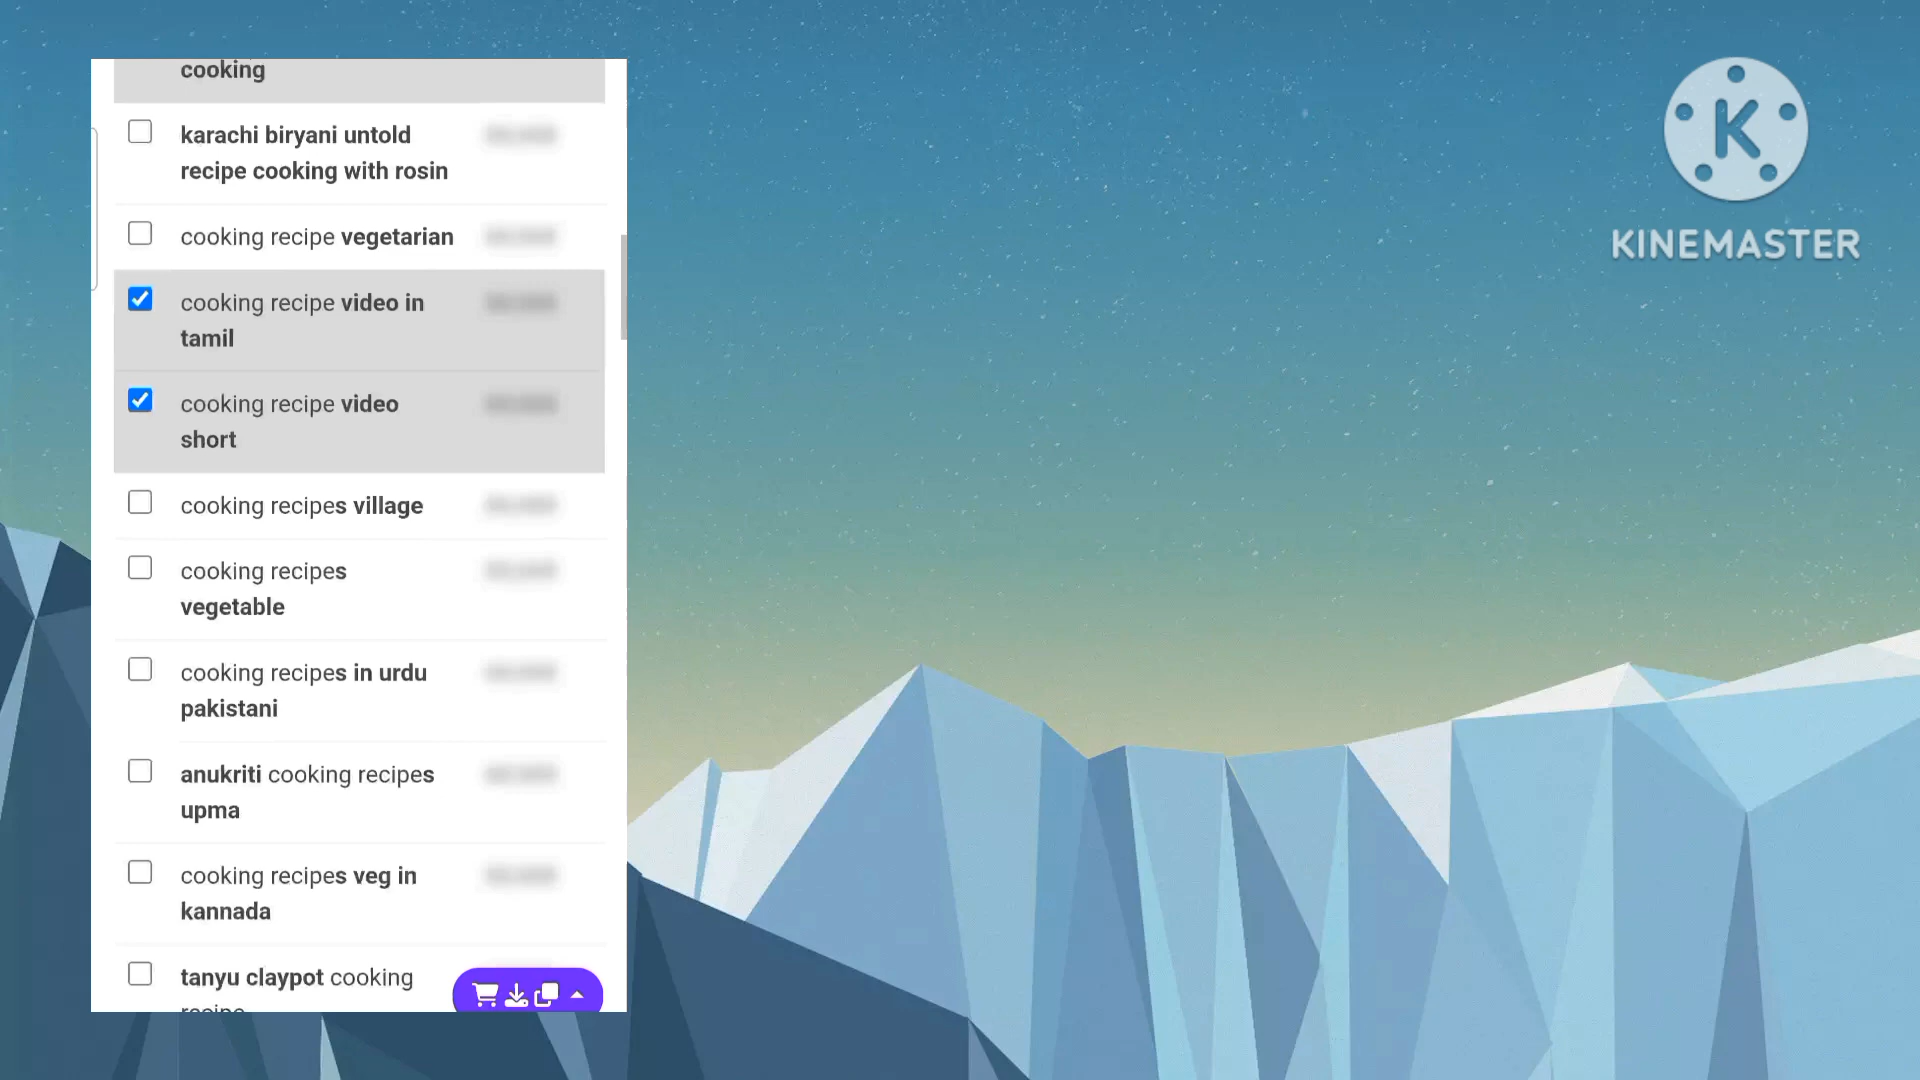 cooking
karachi biryani untold
recipe cooking with rosin
cooking recipe vegetarian
cooking recipe video in
tamil
cooking recipe video
short
cooking recipes village
cooking recipes
vegetable
cooking recipes in urdu
pakistani
anukriti cooking recipes
upma
cooking recipes veg in
kannada
tanyu claypot cooking
recipe
K
KINEMASTER